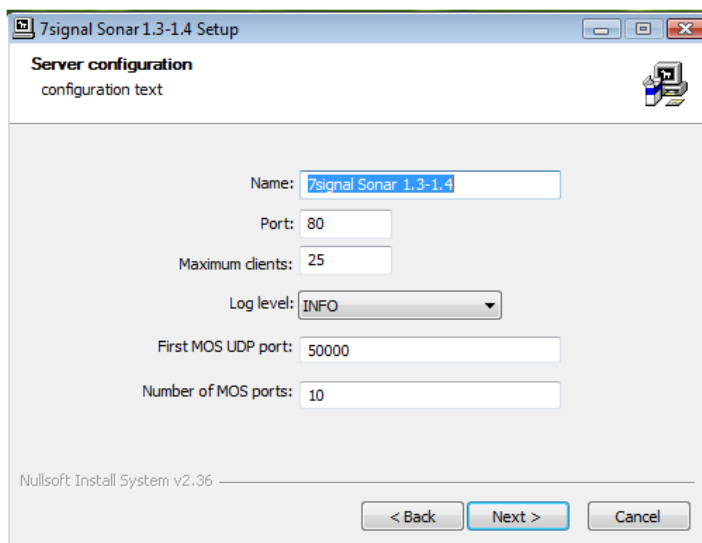 7signal Sonar 1.3-1.4 Setup
Server configuration
configuration text
Name: 7signal Sonar 1.3-1.4
Port: 80
Maximum clients: 25
Log level: INFO
First MOS UDP port: 50000
Number of MOS ports: 10
Nullsoft Install System v2.36
< Back Next > Cancel